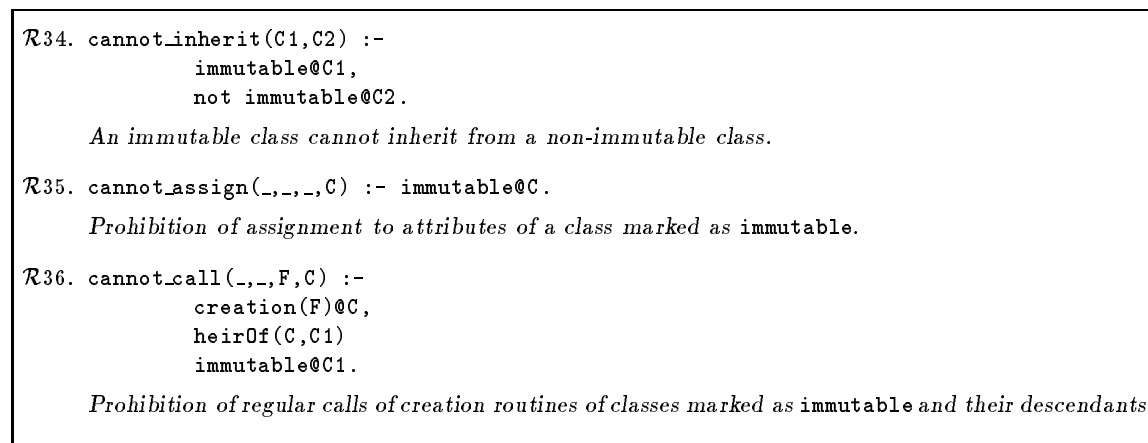 R34. cannot_inherit(C1,C2) :-
immutable@C1,
not immutable@C2.
An immutable class cannot inherit from a non-immutable class.
R35. cannot_assign(_,_,_,C) :- immutable@C.
Prohibition of assignment to attributes of a class marked as immutable.
R36. cannot_call(_,_,F,C) :-
creation(F)@C,
heirOf(C,C1)
immutable@C1.
Prohibition of regular calls of creation routines of classes marked as immutable and their descendants